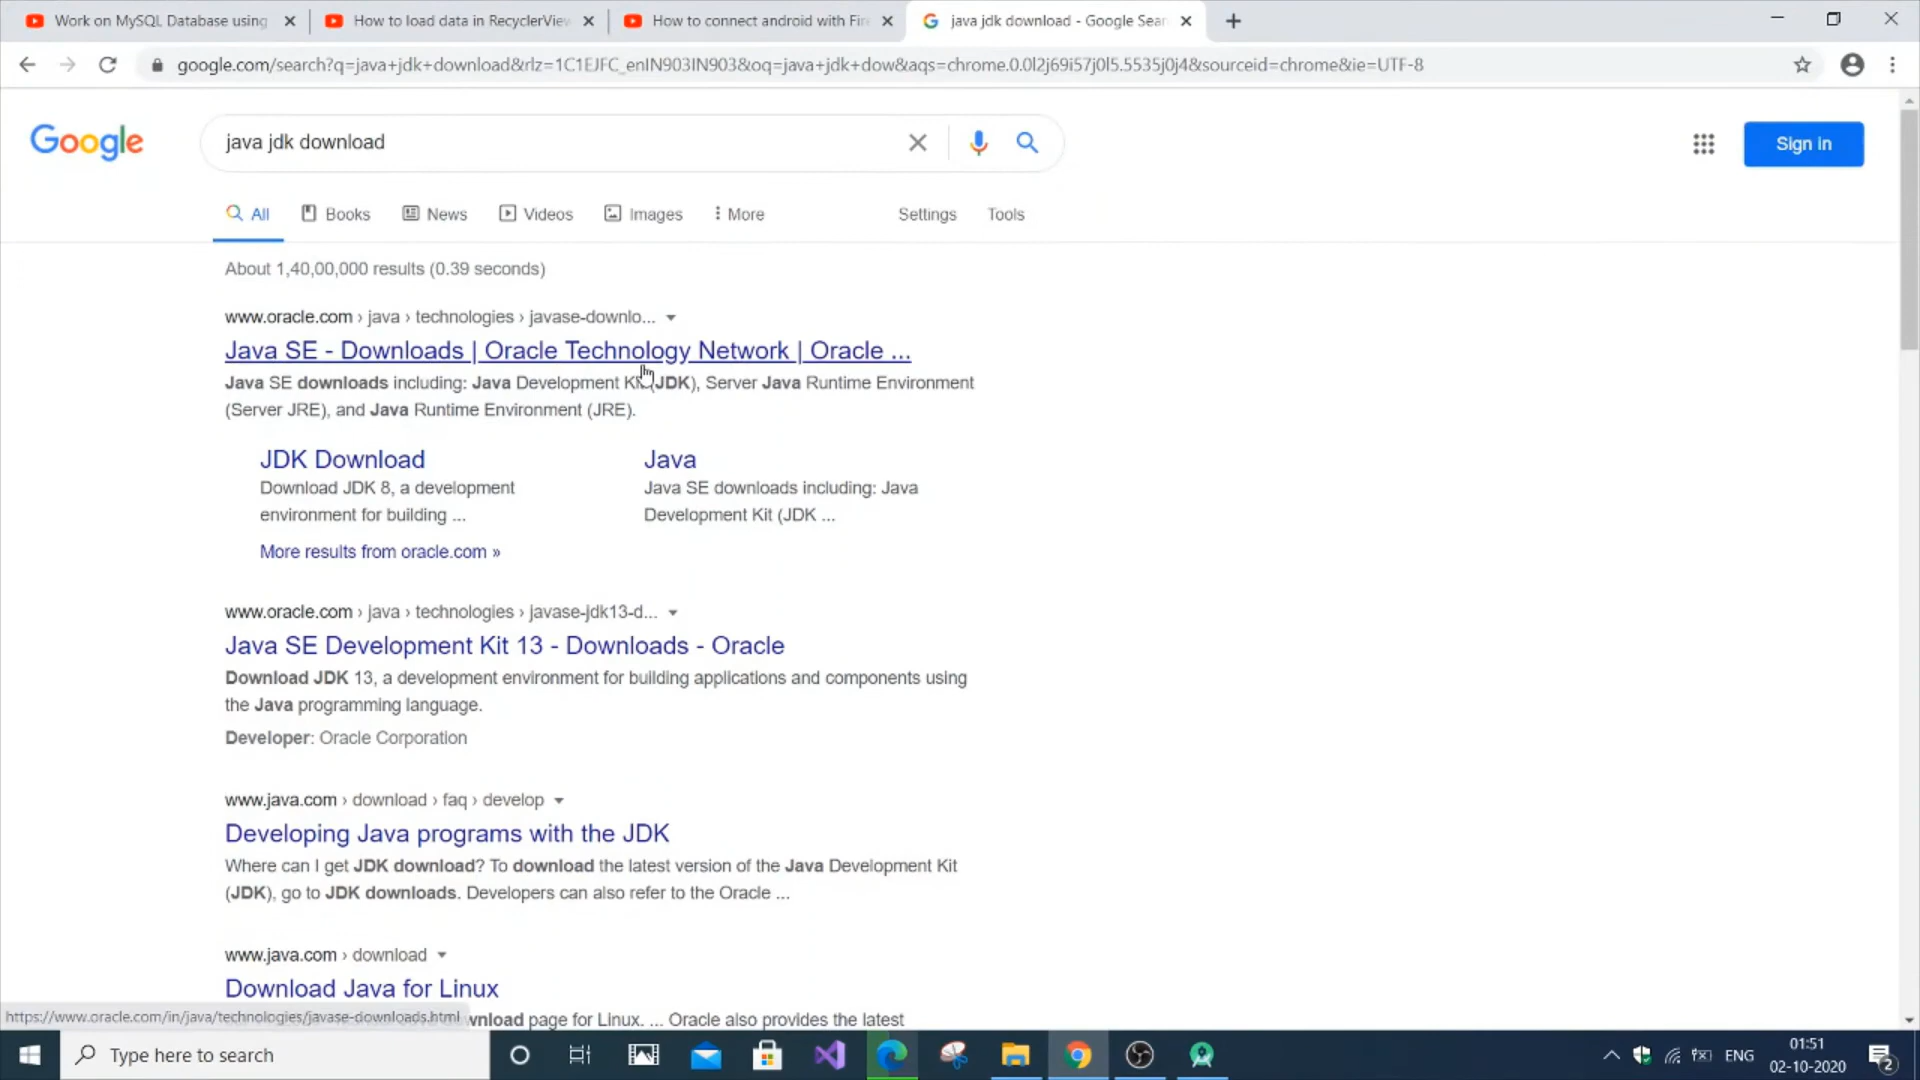 Work on MySQL Database using
How to load data in RecyclerView
How to connect android with Fire
java jdk download - Google Sear
google.com/search?q=java+jdk+download&rlz=1C1EJFC_enIN903IN903&oq=java+jdk+dow&aqs=chrome.0.0l2j69i57j0l5.5535j0j4&sourceid=chrome&ie=UTF-8
Google
java jdk download
Sign in
All
Books
News
Videos
Images
More
Settings
Tools
About 1,40,00,000 results (0.39 seconds)
www.oracle.com › java › technologies › javase-downlo...
Java SE - Downloads | Oracle Technology Network | Oracle ...
Java SE downloads including: Java Development Kit (JDK), Server Java Runtime Environment
(Server JRE), and Java Runtime Environment (JRE).
JDK Download
Download JDK 8, a development
environment for building ...
Java
Java SE downloads including: Java
Development Kit (JDK ...
More results from oracle.com »
www.oracle.com › java › technologies › javase-jdk13-d...
Java SE Development Kit 13 - Downloads - Oracle
Download JDK 13, a development environment for building applications and components using
the Java programming language.
Developer: Oracle Corporation
www.java.com › download › faq › develop
Developing Java programs with the JDK
Where can I get JDK download? To download the latest version of the Java Development Kit
(JDK), go to JDK downloads. Developers can also refer to the Oracle ...
www.java.com › download
Download Java for Linux
https://www.oracle.com/in/java/technologies/javase-downloads.html
wnload page for Linux. ... Oracle also provides the latest
Type here to search
ENG
01:51
02-10-2020
2